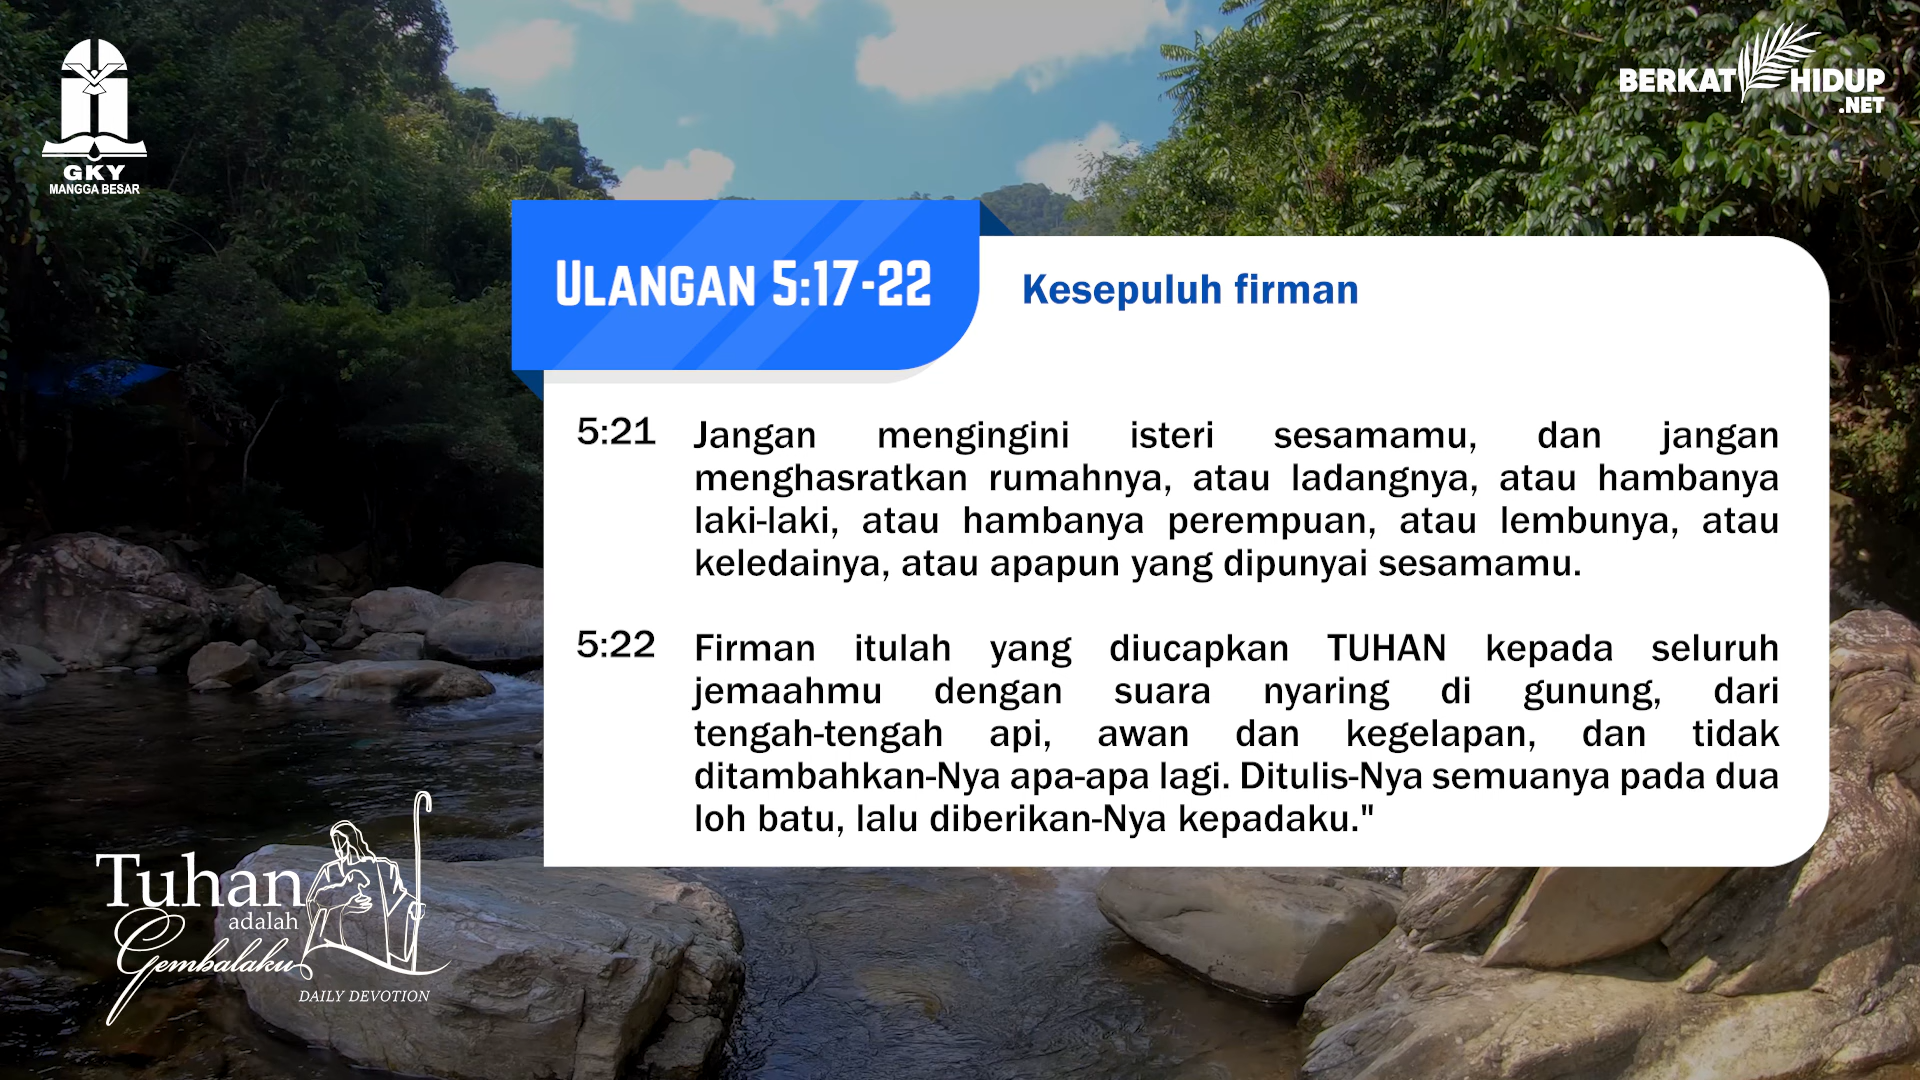 GKY
MANGGA BESAR
BERKAT HIDUP
.NET
ULANGAN 5:17-22
Kesepuluh firman
5:21 Jangan mengingini isteri sesamamu, dan jangan
menghasratkan rumahnya, atau ladangnya, atau hambanya
laki-laki, atau hambanya perempuan, atau lembunya, atau
keledainya, atau apapun yang dipunyai sesamamu.
5:22 Firman itulah yang diucapkan TUHAN kepada seluruh
jemaahmu dengan suara nyaring di gunung, dari
tengah-tengah api, awan dan kegelapan, dan tidak
ditambahkan-Nya apa-apa lagi. Ditulis-Nya semuanya pada dua
loh batu, lalu diberikan-Nya kepadaku."
Tuhan
adalah
Gembalaku
DAILY DEVOTION